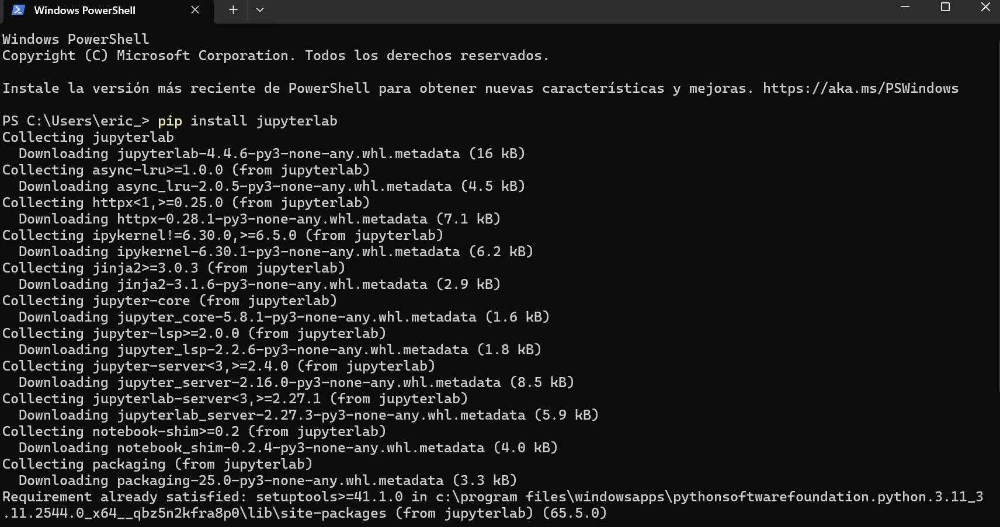 Windows PowerShell
Windows PowerShell
Copyright (C) Microsoft Corporation. Todos los derechos reservados.
Instale la versión más reciente de PowerShell para obtener nuevas características y mejoras. https://aka.ms/PSWindows
PS C:\Users\eric_> pip install jupyterlab
Collecting jupyterlab
  Downloading jupyterlab-4.4.6-py3-none-any.whl.metadata (16 kB)
Collecting async-lru>=1.0.0 (from jupyterlab)
  Downloading async_lru-2.0.5-py3-none-any.whl.metadata (4.5 kB)
Collecting httpx<1,>=0.25.0 (from jupyterlab)
  Downloading httpx-0.28.1-py3-none-any.whl.metadata (7.1 kB)
Collecting ipykernel!=6.30.0,>=6.5.0 (from jupyterlab)
  Downloading ipykernel-6.30.1-py3-none-any.whl.metadata (6.2 kB)
Collecting jinja2>=3.0.3 (from jupyterlab)
  Downloading jinja2-3.1.6-py3-none-any.whl.metadata (2.9 kB)
Collecting jupyter-core (from jupyterlab)
  Downloading jupyter_core-5.8.1-py3-none-any.whl.metadata (1.6 kB)
Collecting jupyter-lsp>=2.0.0 (from jupyterlab)
  Downloading jupyter_lsp-2.2.6-py3-none-any.whl.metadata (1.8 kB)
Collecting jupyter-server<3,>=2.4.0 (from jupyterlab)
  Downloading jupyter_server-2.16.0-py3-none-any.whl.metadata (8.5 kB)
Collecting jupyterlab-server<3,>=2.27.1 (from jupyterlab)
  Downloading jupyterlab_server-2.27.3-py3-none-any.whl.metadata (5.9 kB)
Collecting notebook-shim>=0.2 (from jupyterlab)
  Downloading notebook_shim-0.2.4-py3-none-any.whl.metadata (4.0 kB)
Collecting packaging (from jupyterlab)
  Downloading packaging-25.0-py3-none-any.whl.metadata (3.3 kB)
Requirement already satisfied: setuptools>=41.1.0 in c:\program files\windowsapps\pythonsoftwarefoundation.python.3.11_3
.11.2544.0_x64__qbz5n2kfra8p0\lib\site-packages (from jupyterlab) (65.5.0)